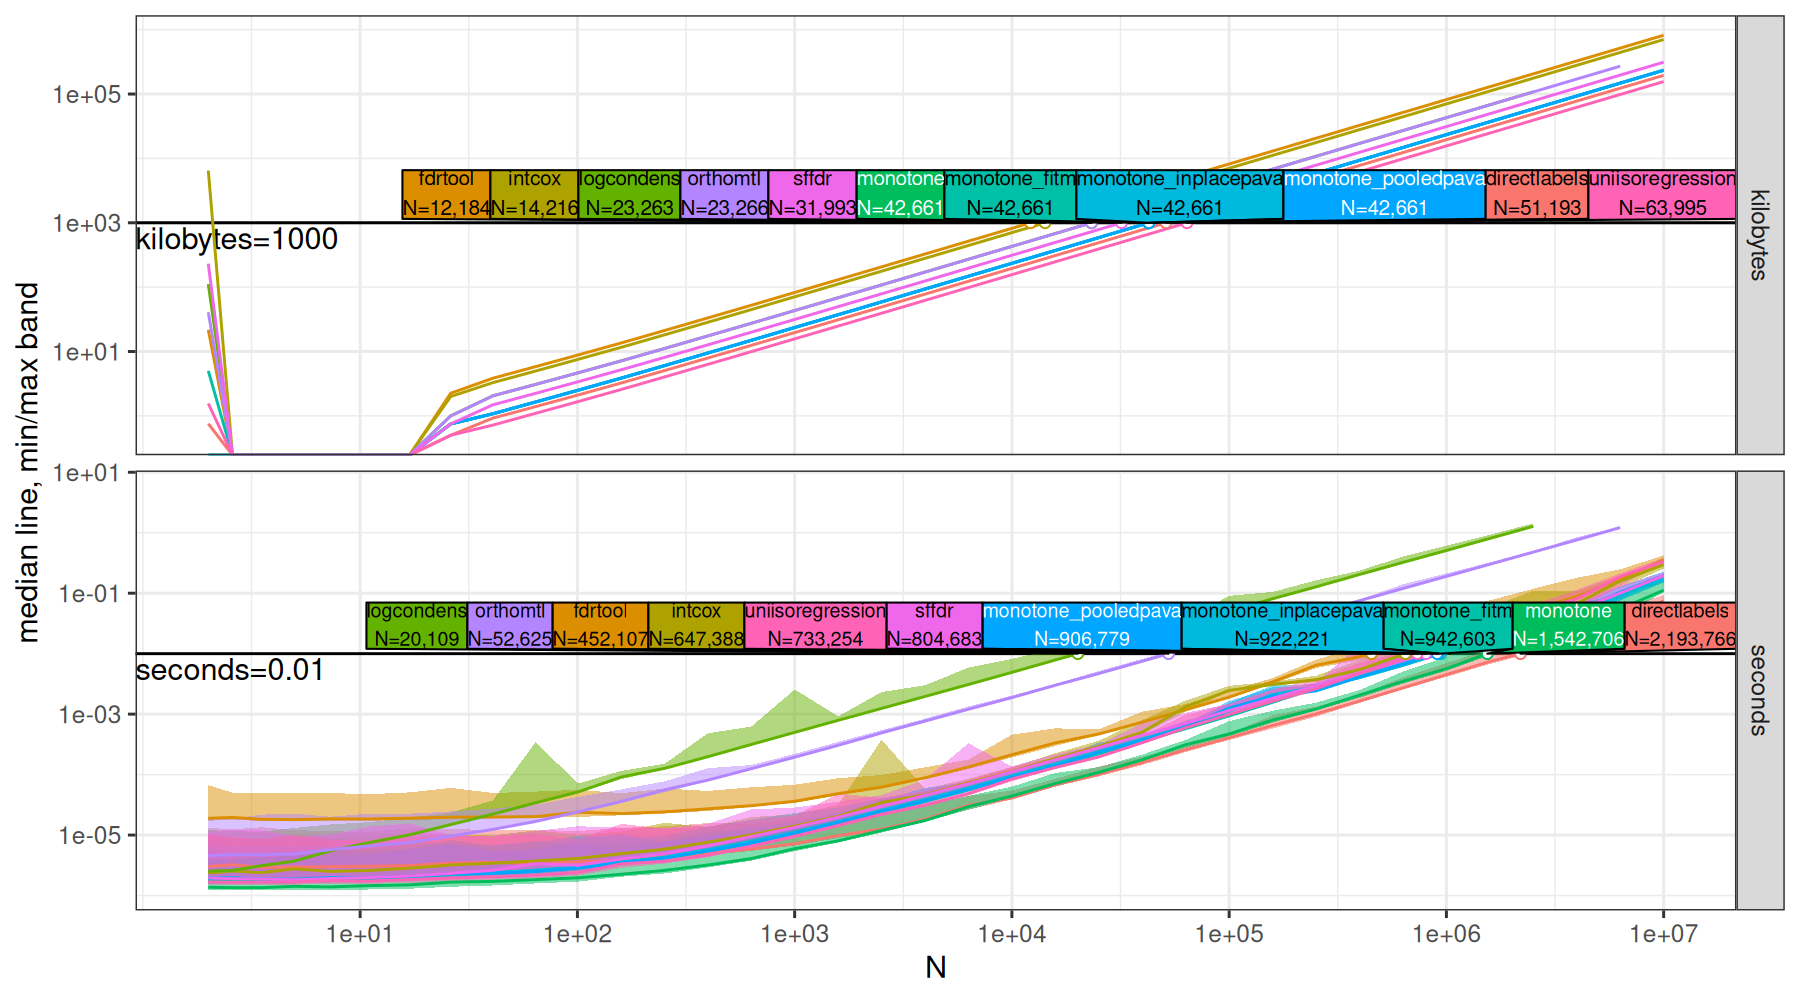 median line, min/max band
1e+05
1e+03
1e+01
fdrtool
N=12,184
intcox
N=14,216
logcondens
N=23,263
orthomtl
N=23,266
sffdr
N=31,993
monotone
N=42,661
monotone_fitm
N=42,661
monotone_inplacepava
N=42,661
monotone_pooledpava
N=42,661
directlabels
N=51,193
uniisoregression
N=63,995
kilobytes=1000
kilobytes
1e+01
1e-01
1e-03
1e-05
logcondens
N=20,109
orthomtl
N=52,625
fdrtool
N=452,107
intcox
N=647,388
uniisoregression
N=733,254
sffdr
N=804,683
monotone_pooledpava
N=906,779
monotone_inplacepava
N=922,221
monotone_fitm
N=942,603
monotone
N=1,542,706
directlabels
N=2,193,766
seconds=0.01
seconds
1e+01 1e+02 1e+03 1e+04 1e+05 1e+06 1e+07
N